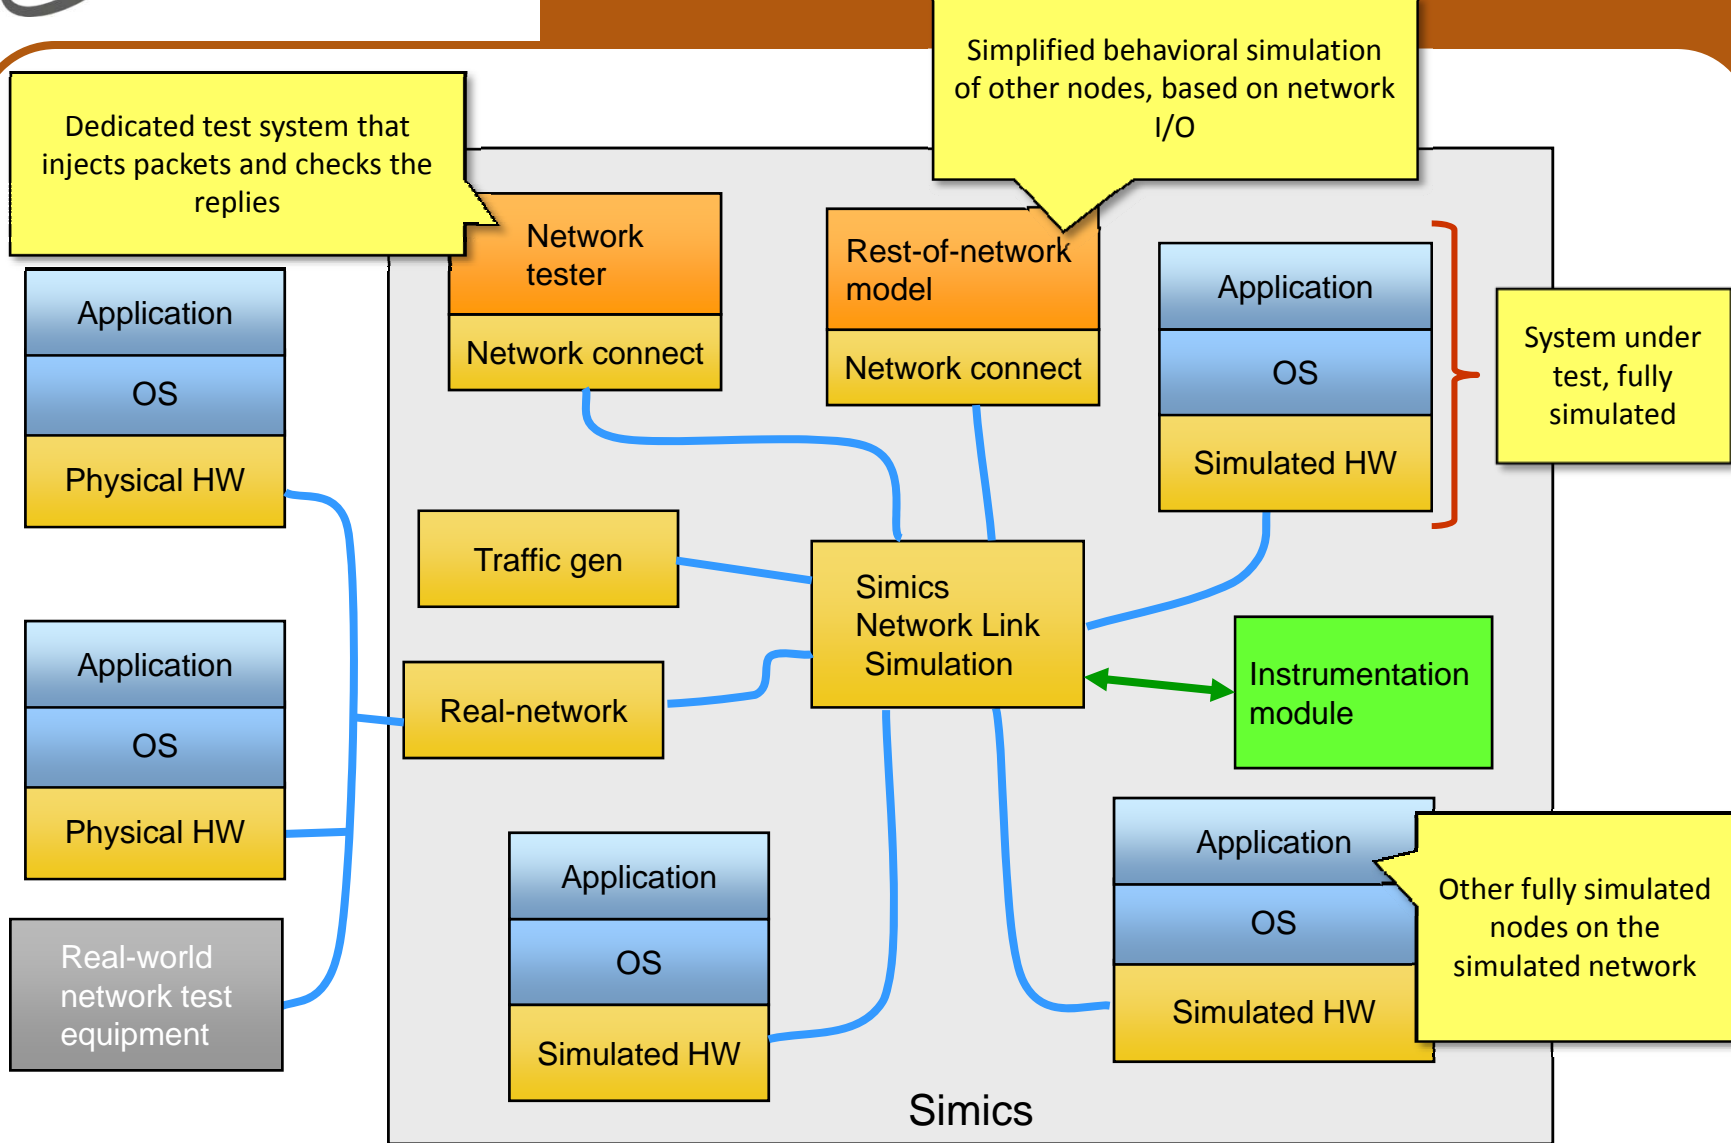 Simplified behavioral simulation
of other nodes, based on network
I/O
Dedicated test system that
injects packets and checks the
replies
Network
tester
Network connect
Rest-of-network
model
Network connect
Application
OS
Simulated HW
System under
test, fully
simulated
Application
OS
Physical HW
Traffic gen
Simics
Network Link
Simulation
Application
OS
Physical HW
Real-network
Instrumentation
module
Application
OS
Simulated HW
Application
OS
Simulated HW
Other fully simulated
nodes on the
simulated network
Real-world
network test
equipment
Simics